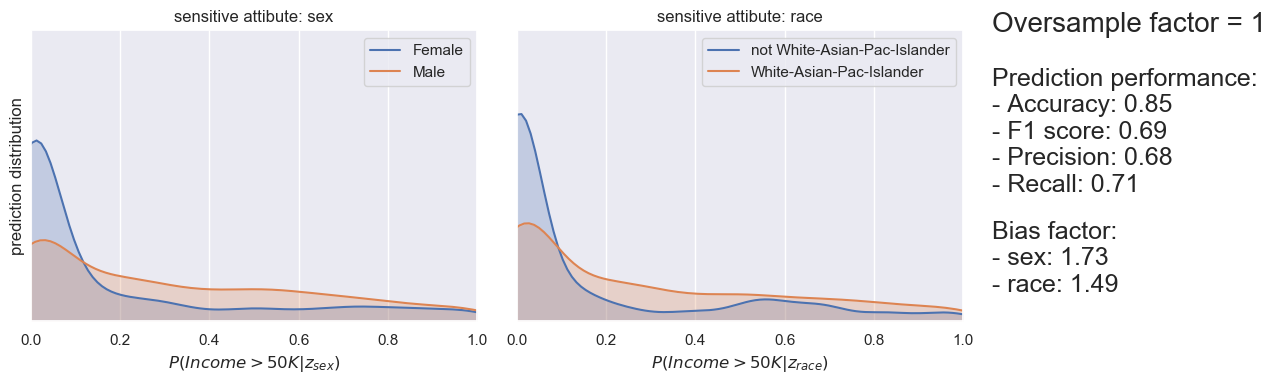 sensitive attibute: sex
Female
Male
prediction distribution
0.0 0.2 0.4 0.6 0.8 1.0
P(Income > 50K|z_sex)
sensitive attibute: race
not White-Asian-Pac-Islander
White-Asian-Pac-Islander
0.0 0.2 0.4 0.6 0.8 1.0
P(Income > 50K|z_race)
Oversample factor = 1
Prediction performance:
- Accuracy: 0.85
- F1 score: 0.69
- Precision: 0.68
- Recall: 0.71
Bias factor:
- sex: 1.73
- race: 1.49